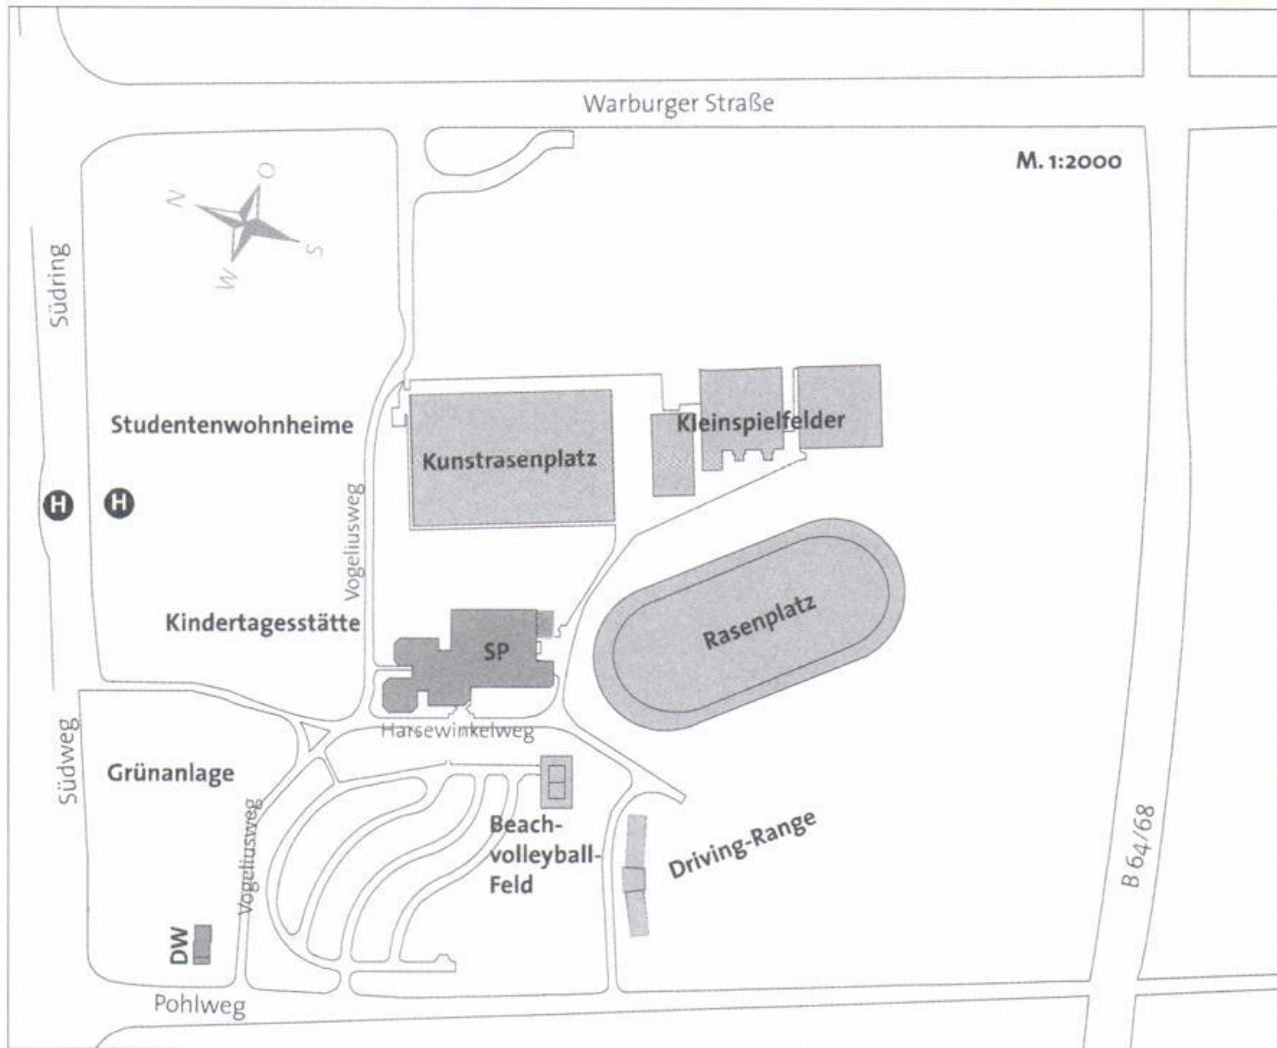 Warburger Straße
M. 1:2000
O
N
S
W
Südring
Studentenwohnheime
Kleinspielfelder
Kunstrasenplatz
H
H
Vogeliusweg
Kindertagesstätte
Rasenplatz
SP
Harsewinkelweg
Südweg
Grünanlage
Vogeliusweg
Beach-
volleyball-
Feld
Driving-Range
B 64/68
DW
Pohlweg